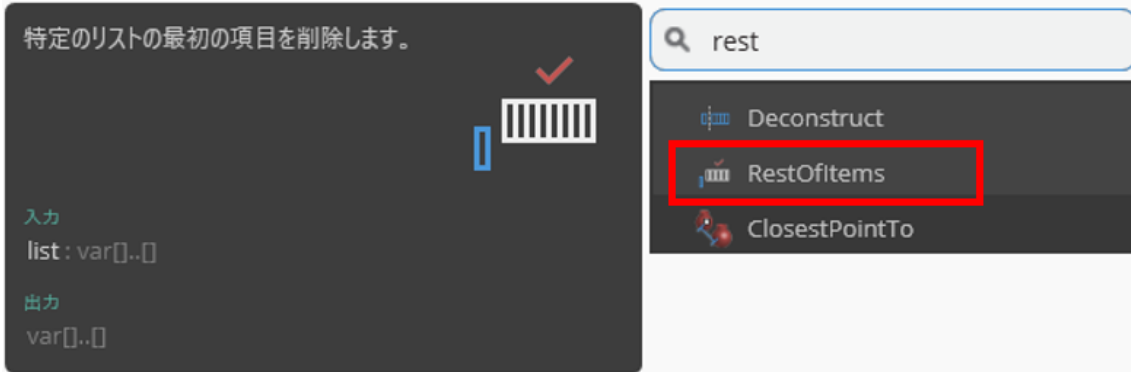 特定のリストの最初の項目を削除します。
入力
list : var[]..[]
出力
var[]..[]
rest
Deconstruct
RestOfItems
ClosestPointTo